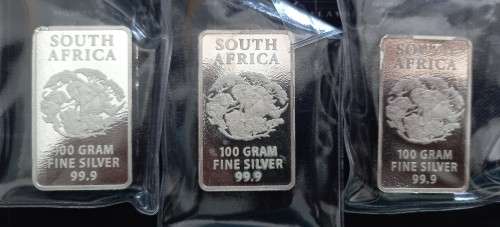 SOUTH
AFRICA
100 GRAM
FINE SILVER
99.9
SOUTH
AFRICA
100 GRAM
FINE SILVER
99.9
SOUTH
AFRICA
100 GRAM
FINE SILVER
99.9